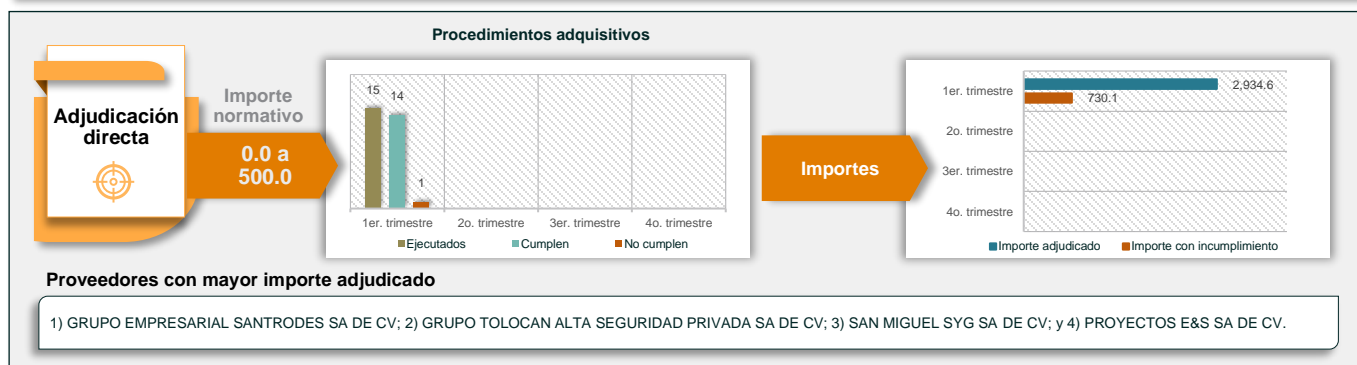 Procedimientos adquisitivos
Adjudicación
directa
Importe
normativo
0.0 a
500.0
15
14
1
1er. trimestre
2o. trimestre
3er. trimestre
4o. trimestre
Ejecutados
Cumplen
No cumplen
Importes
1er. trimestre
2,934.6
730.1
2o. trimestre
3er. trimestre
4o. trimestre
Importe adjudicado
Importe con incumplimiento
Proveedores con mayor importe adjudicado
1) GRUPO EMPRESARIAL SANTRODES SA DE CV; 2) GRUPO TOLOCAN ALTA SEGURIDAD PRIVADA SA DE CV; 3) SAN MIGUEL SYG SA DE CV; y 4) PROYECTOS E&S SA DE CV.